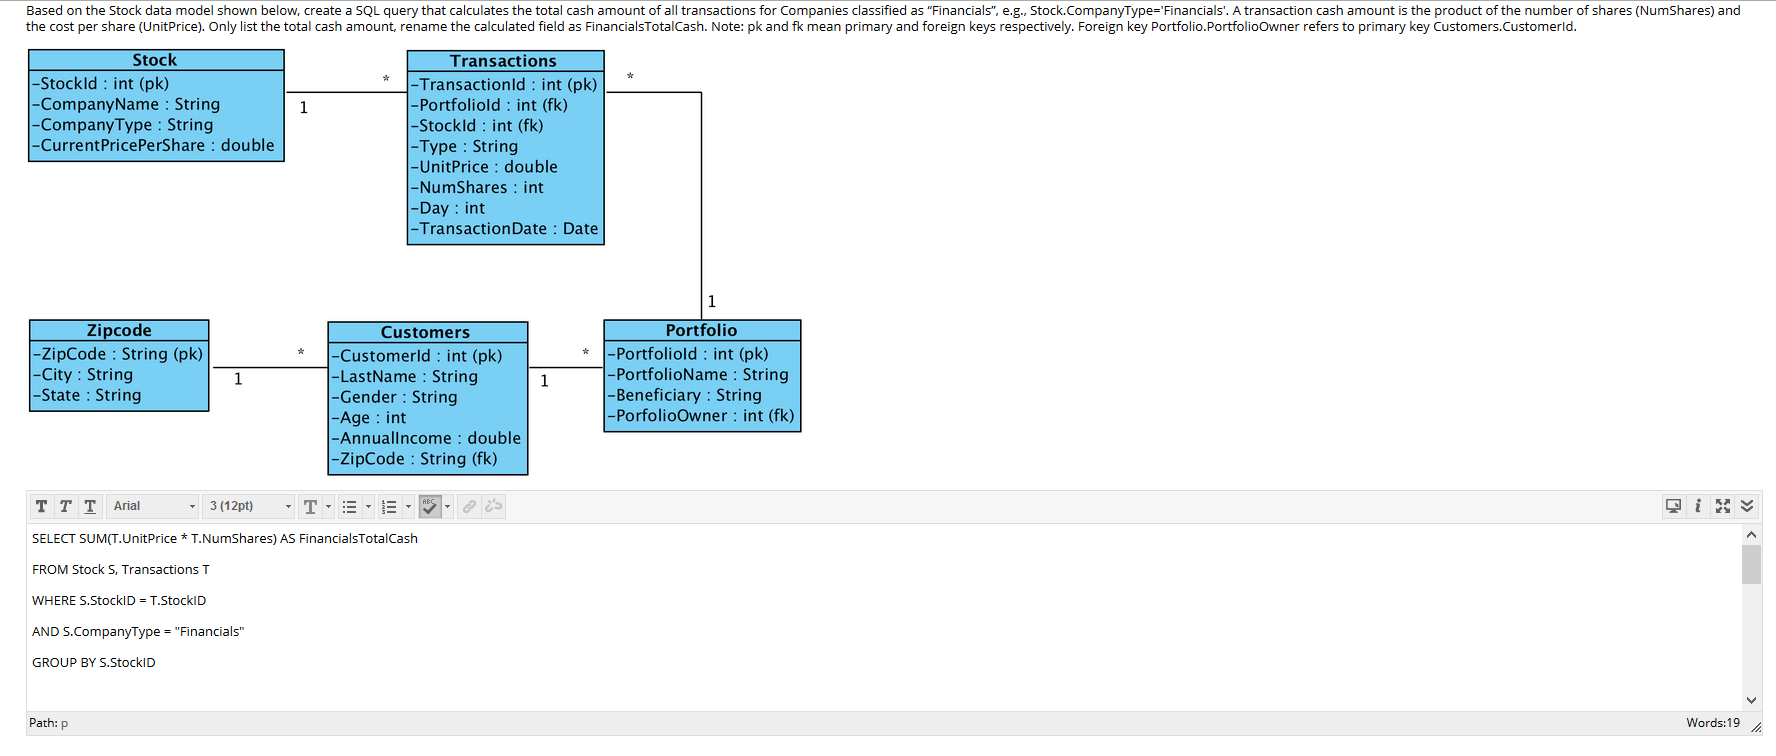 Based on the Stock data model shown below, create a SQL query that calculates the total cash amount of all transactions for Companies classified as “Financials”, e.g., Stock.CompanyType='Financials'. A transaction cash amount is the product of the number of shares (NumShares) and
the cost per share (UnitPrice). Only list the total cash amount, rename the calculated field as FinancialsTotalCash. Note: pk and fk mean primary and foreign keys respectively. Foreign key Portfolio.PortfolioOwner refers to primary key Customers.CustomerId.
Stock
-StockId : int (pk)
-CompanyName : String
-CompanyType : String
-CurrentPricePerShare : double
1
*
Transactions
-TransactionId : int (pk)
-PortfolioId : int (fk)
-StockId : int (fk)
-Type : String
-UnitPrice : double
-NumShares : int
-Day : int
-TransactionDate : Date
*
1
Zipcode
-ZipCode : String (pk)
-City : String
-State : String
1
*
Customers
-CustomerId : int (pk)
-LastName : String
-Gender : String
-Age : int
-AnnualIncome : double
-ZipCode : String (fk)
1
*
Portfolio
-PortfolioId : int (pk)
-PortfolioName : String
-Beneficiary : String
-PorfolioOwner : int (fk)
T T T Arial 3 (12pt) T ABC i
SELECT SUM(T.UnitPrice * T.NumShares) AS FinancialsTotalCash
FROM Stock S, Transactions T
WHERE S.StockID = T.StockID
AND S.CompanyType = "Financials"
GROUP BY S.StockID
Path: p Words:19